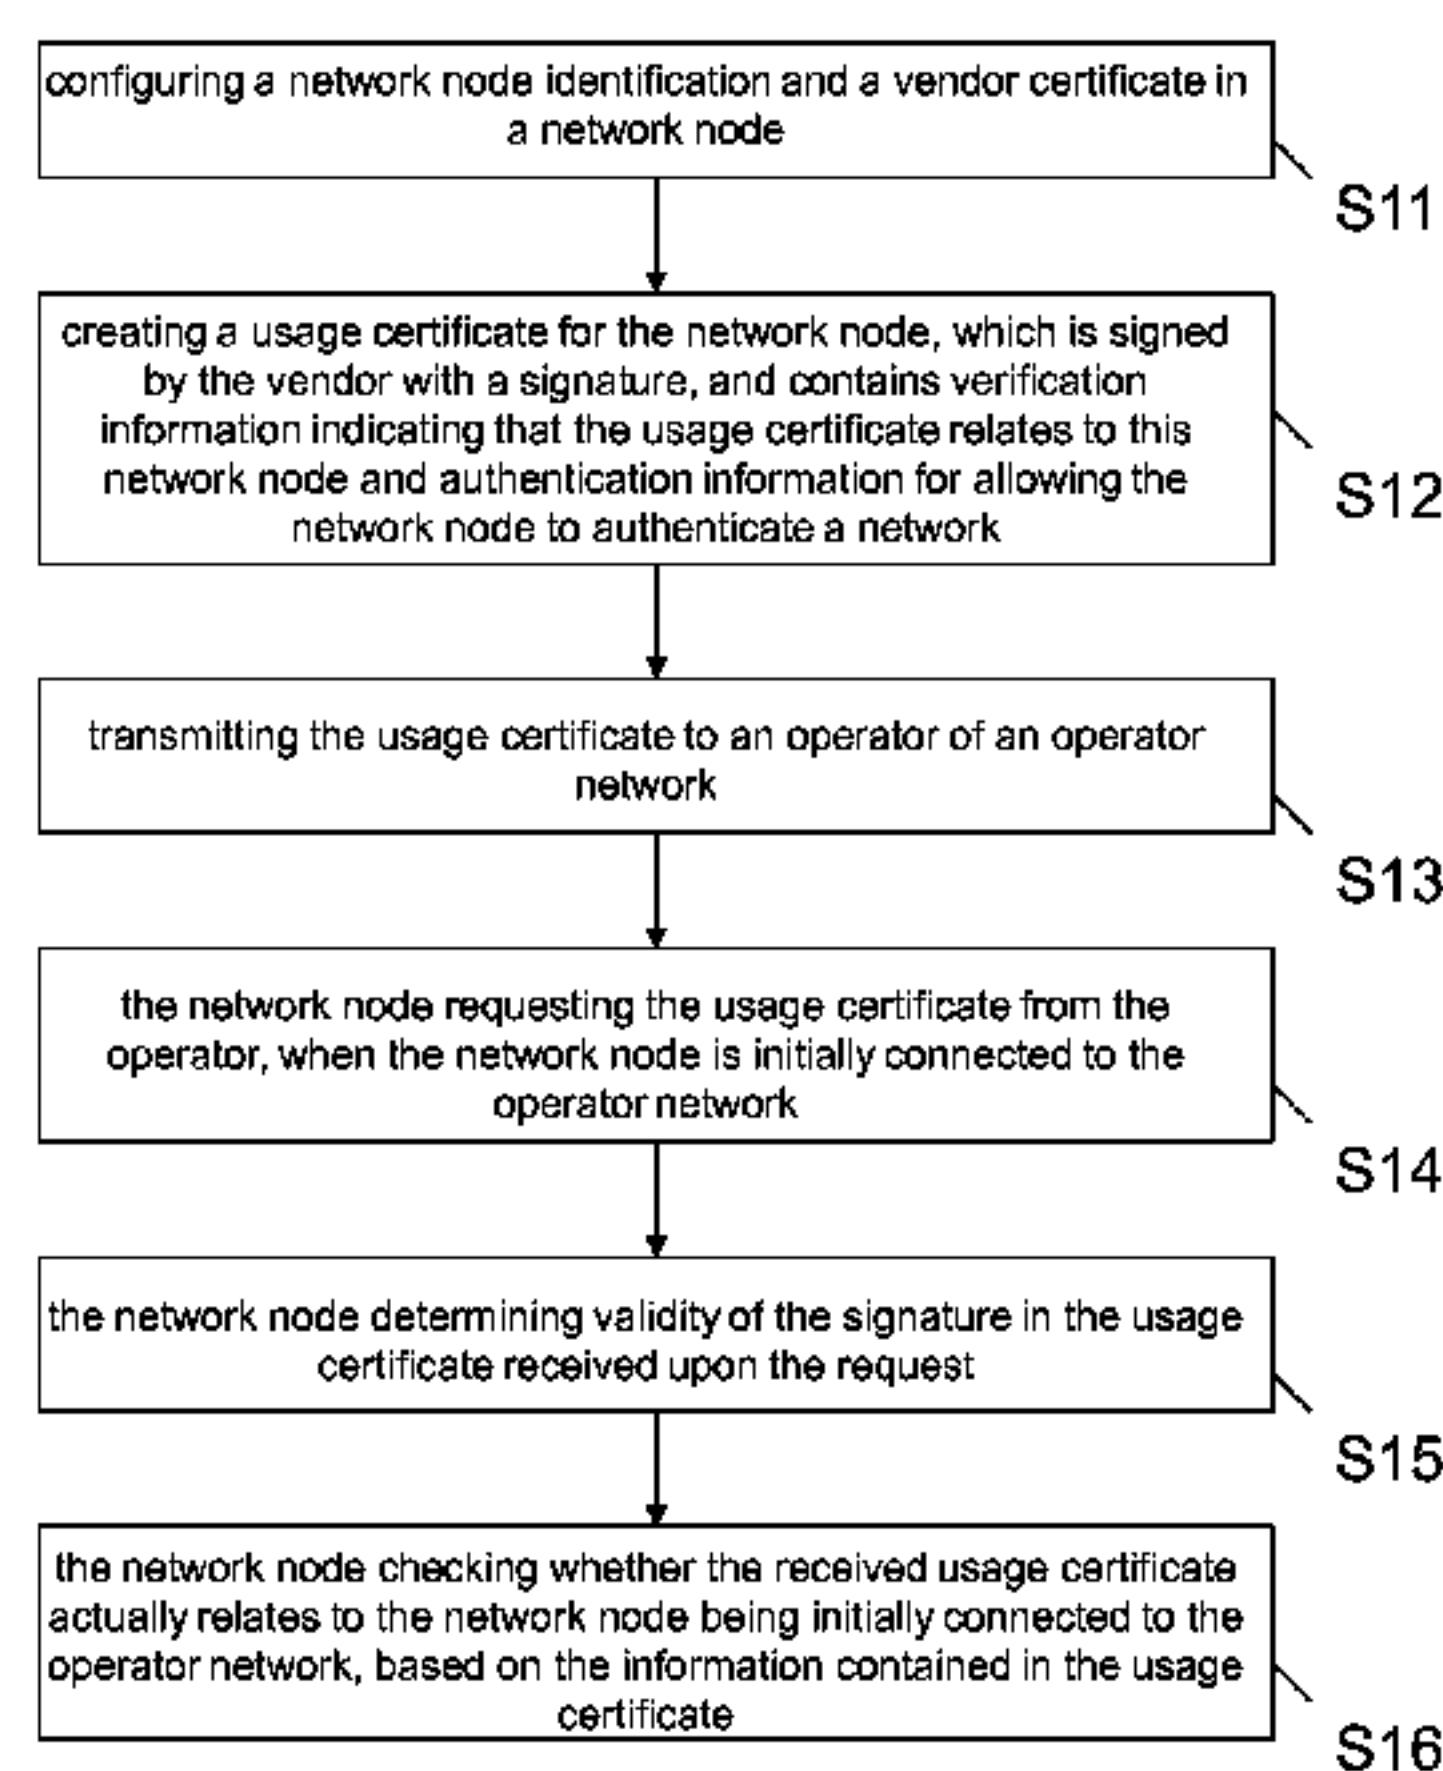 configuring a network node identification and a vendor certificate in
a network node
S11
creating a usage certificate for the network node, which is signed
by the vendor with a signature, and contains verification
information indicating that the usage certificate relates to this
network node and authentication information for allowing the
network node to authenticate a network
S12
transmitting the usage certificate to an operator of an operator
network
S13
the network node requesting the usage certificate from the
operator, when the network node is initially connected to the
operator network
S14
the network node determining validity of the signature in the usage
certificate received upon the request
S15
the network node checking whether the received usage certificate
actually relates to the network node being initially connected to the
operator network, based on the information contained in the usage
certificate
S16